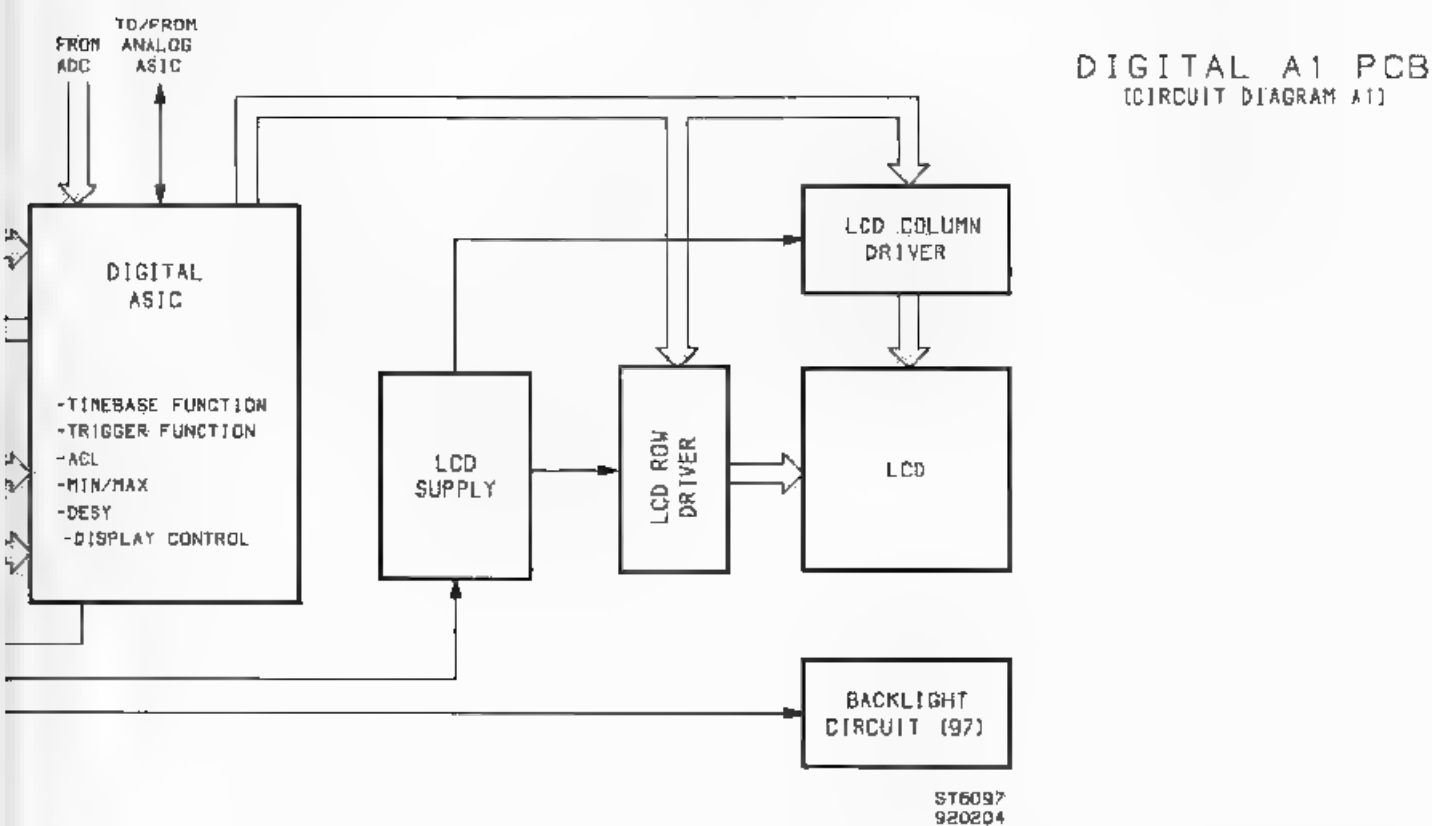 TO/FROM
ANALOG
ASIC
FROM
ADC
DIGITAL A1 PCB
(CIRCUIT DIAGRAM A1)
LCD COLUMN
DRIVER
DIGITAL
ASIC
-TIMEBASE FUNCTION
-TRIGGER FUNCTION
-ACL
-MIN/MAX
-DESY
-DISPLAY CONTROL
LCD
SUPPLY
LCD ROW
DRIVER
LCD
BACKLIGHT
CIRCUIT (97)
ST6097
920204